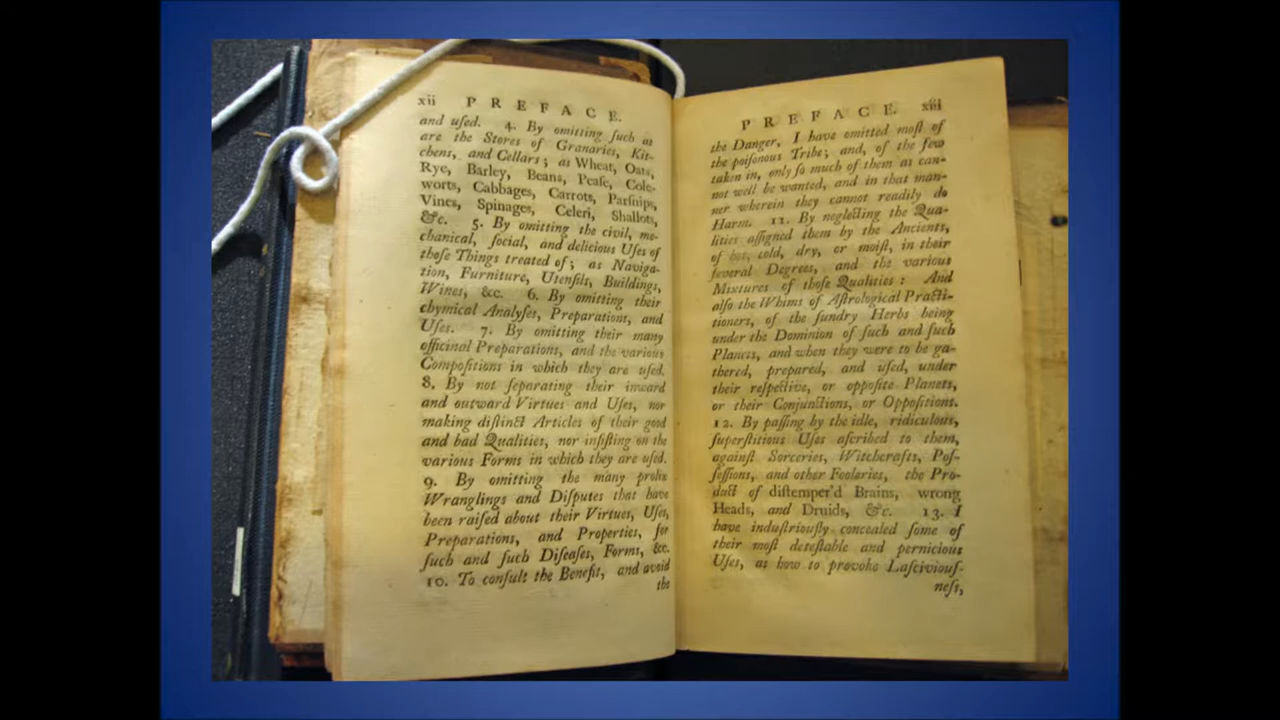 xii PREFACE.
and uſed. 4. By omitting ſuch as
are the Stores of Granaries, Kit-
chens, and Cellars; as Wheat, Oats,
Rye, Barley, Beans, Peaſe, Cole-
worts, Cabbages, Carrots, Parſnips,
Vines, Spinages, Celeri, Shallots,
&c. 5. By omitting the civil, me-
chanical, ſocial, and delicious Uſes of
thoſe Things treated of; as Naviga-
tion, Furniture, Utenſils, Buildings,
Wines, &c. 6. By omitting their
chymical Analyſes, Preparations, and
Uſes. 7. By omitting their many
officinal Preparations, and the various
Compoſitions in which they are uſed.
8. By not ſeparating their inward
and outward Virtues and Uſes, nor
making diſtinct Articles of their good
and bad Qualities, nor inſiſting on the
various Forms in which they are uſed.
9. By omitting the many prolix
Wranglings and Diſputes that have
been raiſed about their Virtues, Uſes,
Preparations, and Properties, for
ſuch and ſuch Diſeaſes, Forms, &c.
10. To conſult the Benefit, and avoid
the
PREFACE. xiii
the Danger, I have omitted moſt of
the poiſonous Tribe; and, of the few
taken in, only ſo much of them as can-
not well be wanted, and in that man-
ner wherein they cannot readily do
Harm. 11. By neglecting the Qua-
lities aſſigned them by the Ancients,
of hot, cold, dry, or moiſt, in their
ſeveral Degrees, and the various
Mixtures of thoſe Qualities: And
alſo the Whims of Aſtrological Practi-
tioners, of the ſundry Herbs being
under the Dominion of ſuch and ſuch
Planets, and when they were to be ga-
thered, prepared, and uſed, under
their reſpective, or oppoſite Planets,
or their Conjunctions, or Oppoſitions.
12. By paſſing by the idle, ridiculous,
ſuperſtitious Uſes aſcribed to them,
againſt Sorceries, Witchcrafts, Poſ-
ſeſſions, and other Fooleries, the Pro-
duct of diſtemper'd Brains, wrong
Heads, and Druids, &c. 13. I
have induſtriouſly concealed ſome of
their moſt deteſtable and pernicious
Uſes, as how to provoke Laſciviouſ-
neſs,